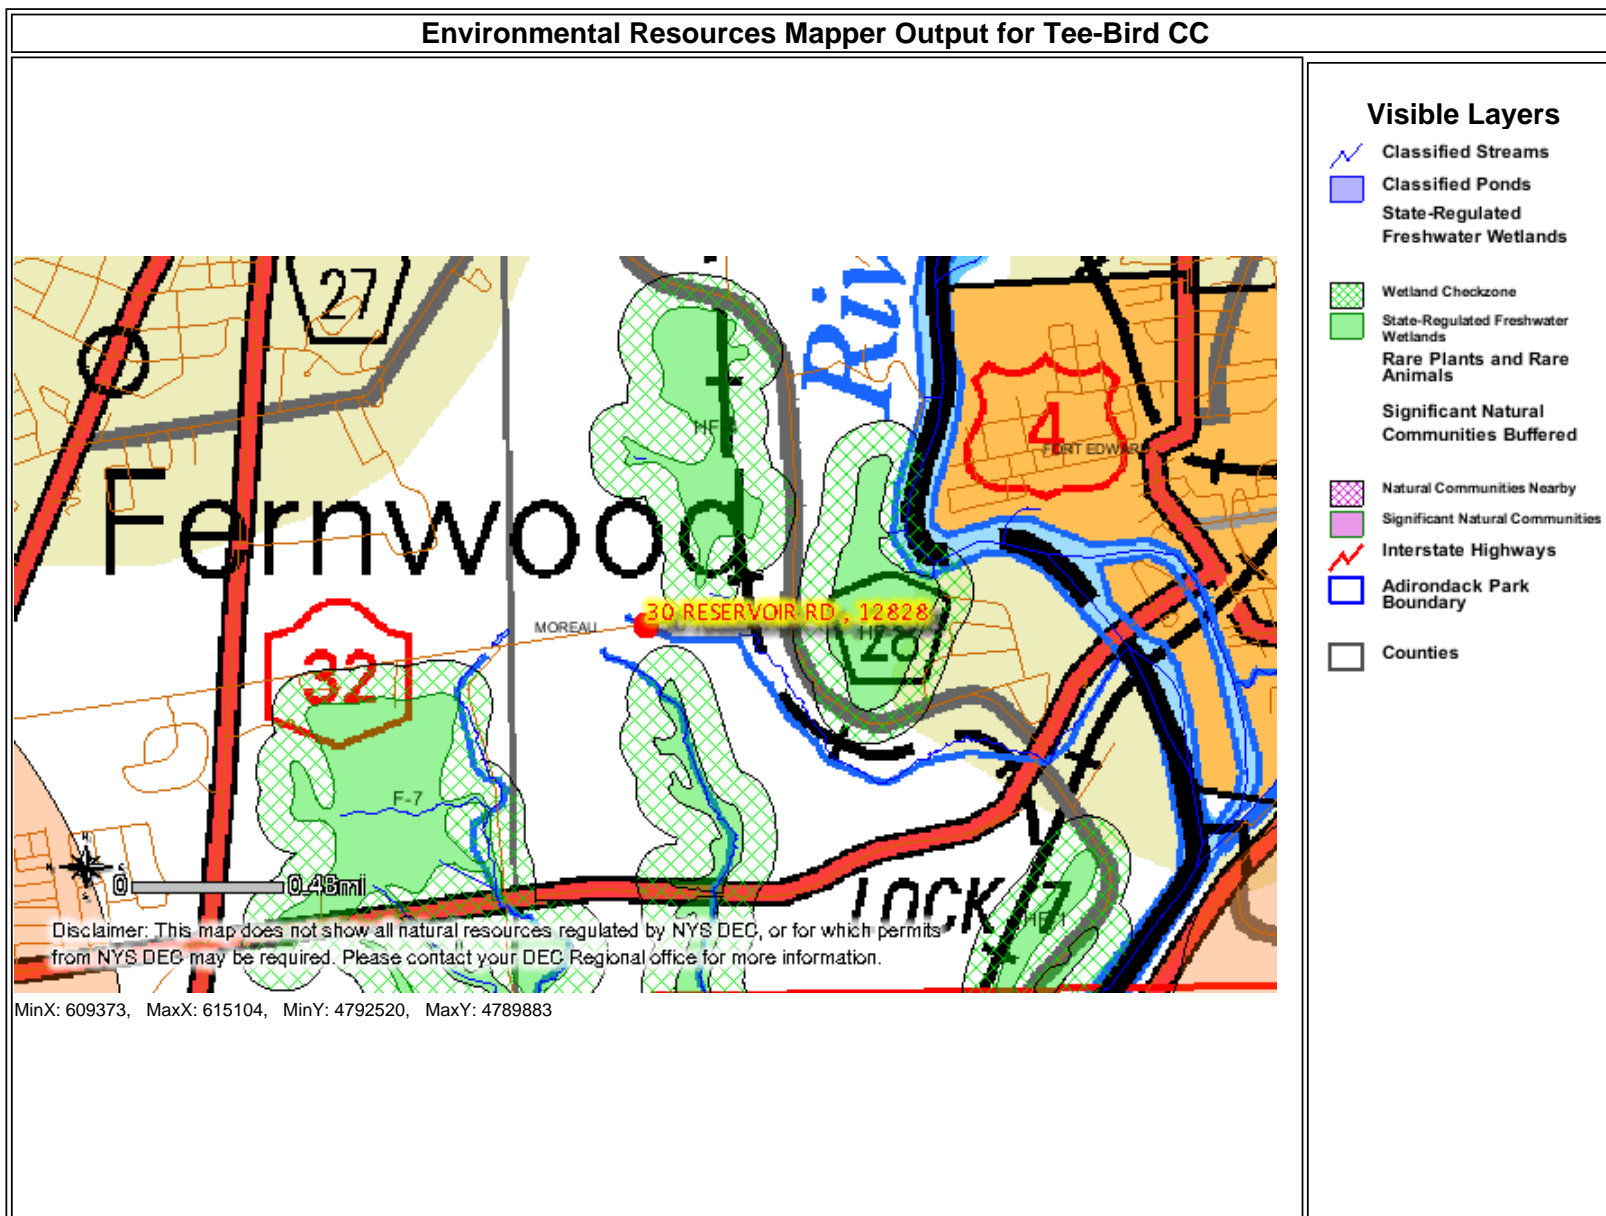 Environmental Resources Mapper Output for Tee-Bird CC
27
Riv
4
FORT EDWARD
Fernwood
30 RESERVOIR RD , 12828
MOREAU
32
28
F-7
0 0.48mi
LOCK 7
HF-1
Disclaimer: This map does not show all natural resources regulated by NYS DEC, or for which permits
from NYS DEC may be required. Please contact your DEC Regional office for more information.
MinX: 609373, MaxX: 615104, MinY: 4792520, MaxY: 4789883
Visible Layers
Classified Streams
Classified Ponds
State-Regulated
Freshwater Wetlands
Wetland Checkzone
State-Regulated Freshwater
Wetlands
Rare Plants and Rare
Animals
Significant Natural
Communities Buffered
Natural Communities Nearby
Significant Natural Communities
Interstate Highways
Adirondack Park
Boundary
Counties